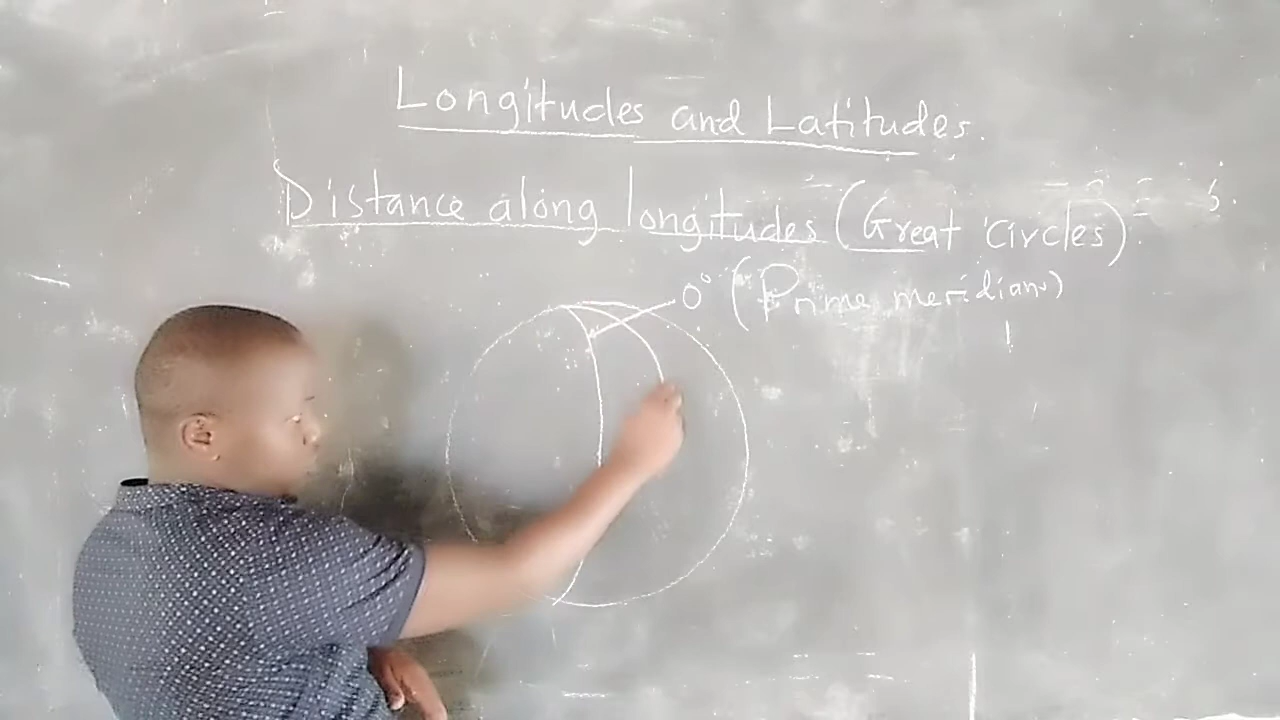 Longitudes and Latitudes.
Distance along longitudes (Great circles)
0° (Prime meridian)